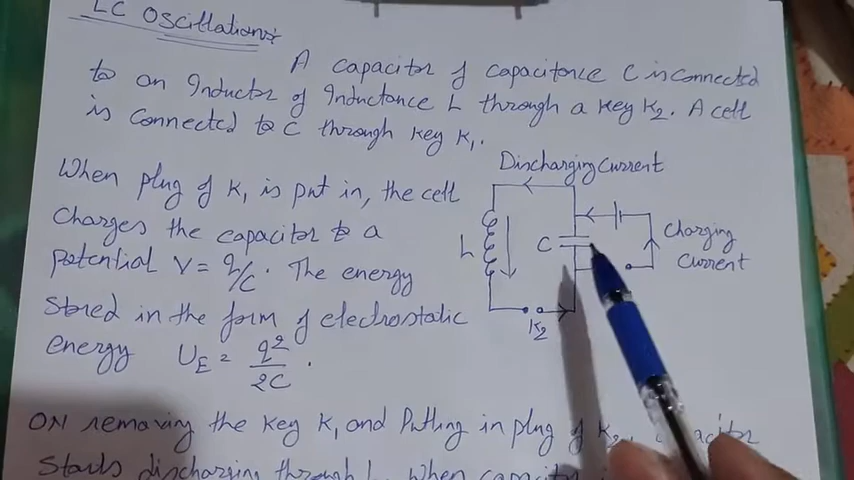 LC Oscillations:
A capacitor of capacitance C is connected
to an Inductor of Inductance L through a key K2. A cell
is connected to C through key K1.
When plug of K1 is put in, the cell
charges the capacitor to a
potential V = q/C. The energy
stored in the form of electrostatic
energy UE = q²/2C.
Discharging Current
L
C
Charging
Current
K2
ON removing the key K1 and Putting in plug of K2,
starts discharging through L. When